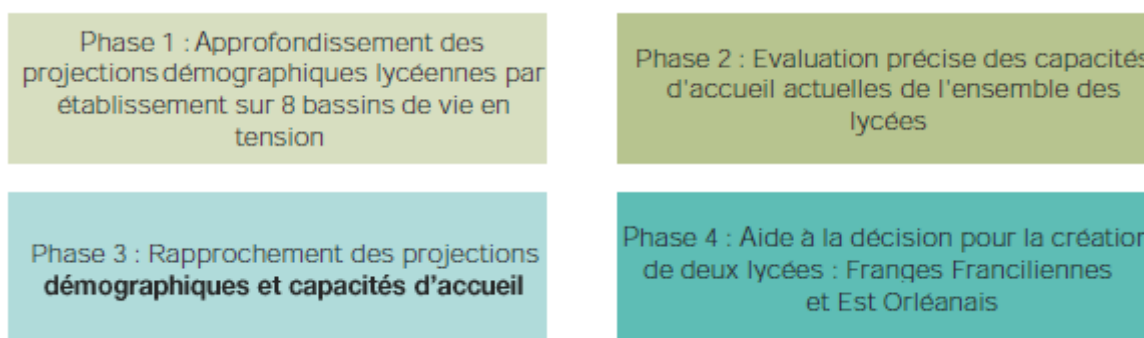 Phase 1 : Approfondissement des
projections démographiques lycéennes par
établissement sur 8 bassins de vie en
tension
Phase 2 : Evaluation précise des capacités
d'accueil actuelles de l'ensemble des
lycées
Phase 3 : Rapprochement des projections
démographiques et capacités d'accueil
Phase 4 : Aide à la décision pour la création
de deux lycées : Franges Franciliennes
et Est Orléanais